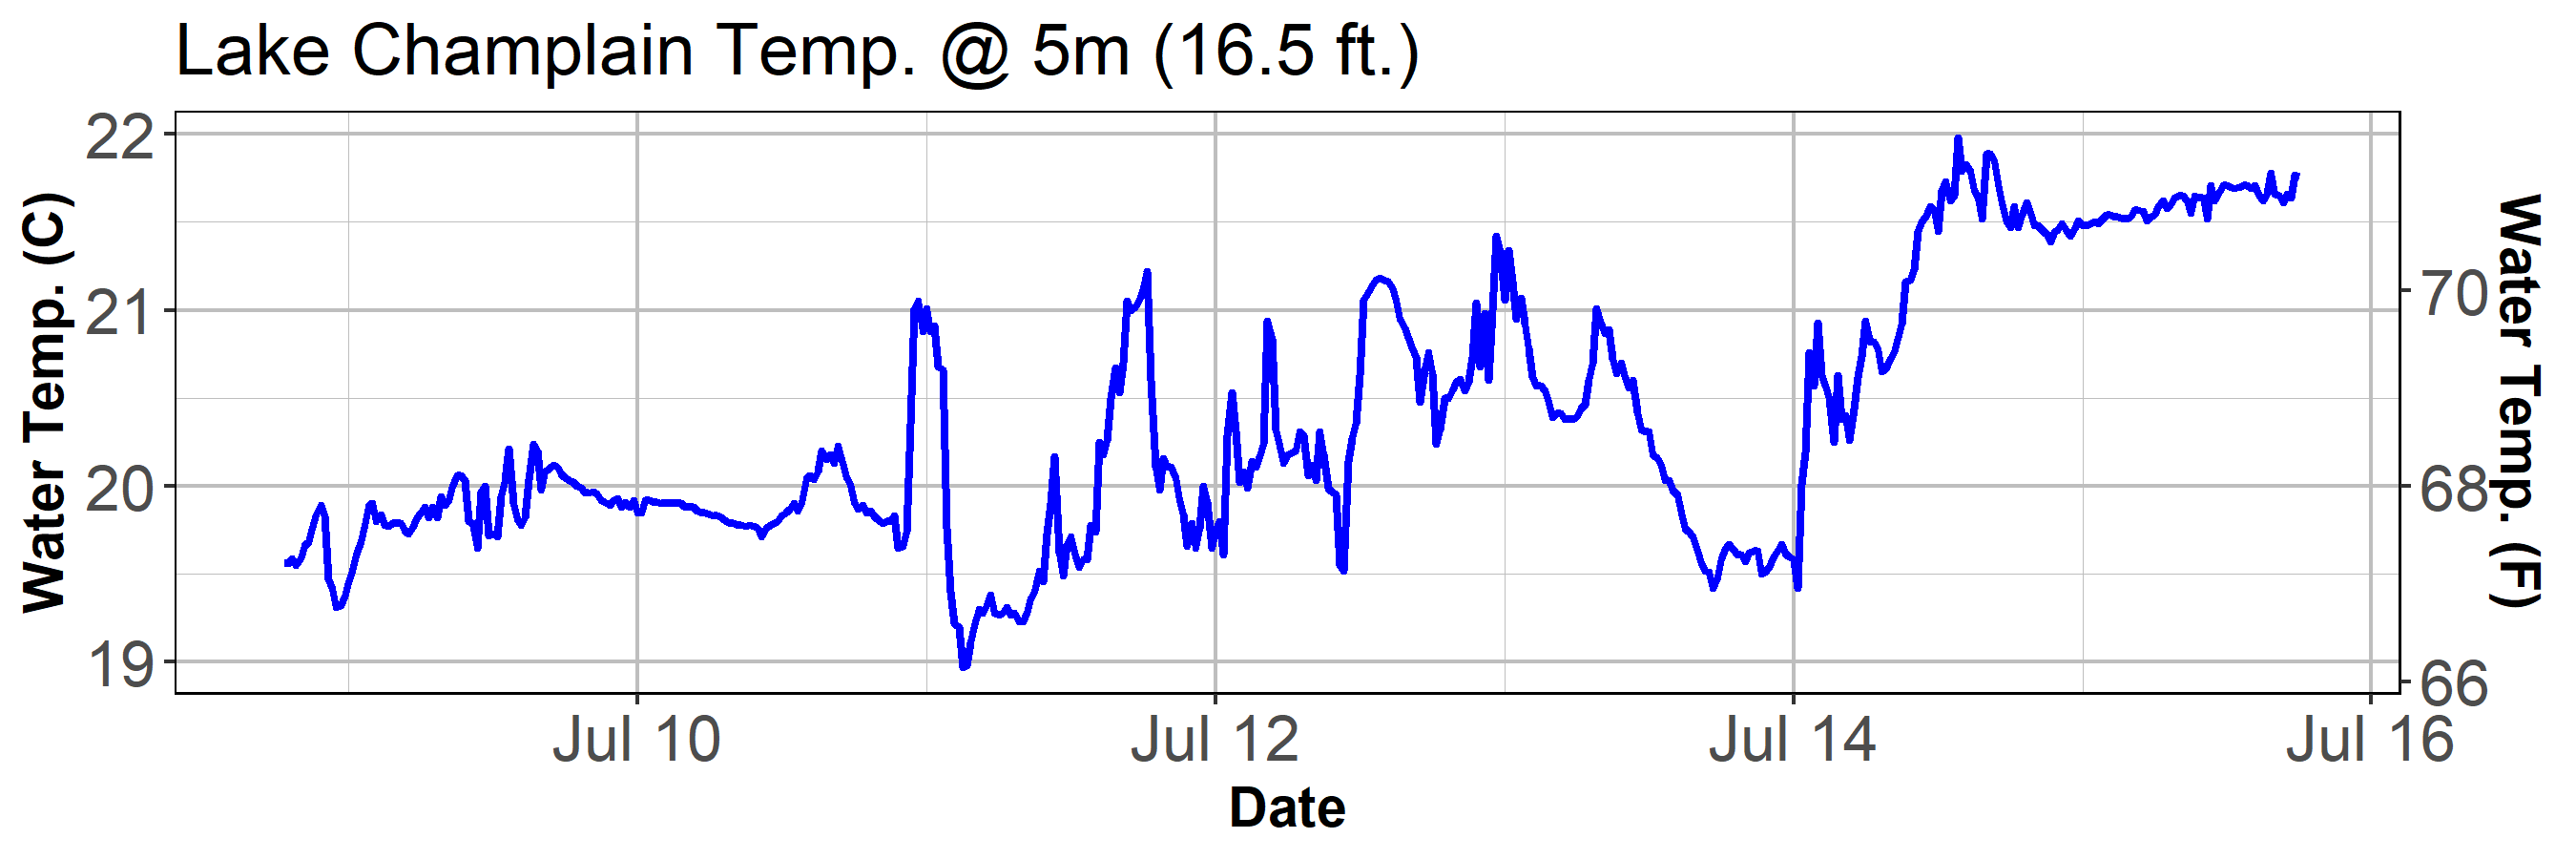 Lake Champlain Temp. @ 5m (16.5 ft.)
Water Temp. (C)
22
21
20
19
70
68
66
Water Temp. (F)
Jul 10 Jul 12 Jul 14 Jul 16
Date